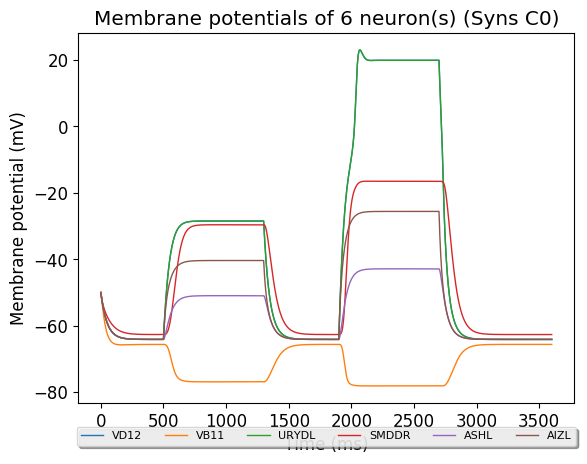 Membrane potentials of 6 neuron(s) (Syns C0)
Membrane potential (mV)
20
0
−20
−40
−60
−80
0 500 1000 1500 2000 2500 3000 3500
Time (ms)
VD12 VB11 URYDL SMDDR ASHL AIZL